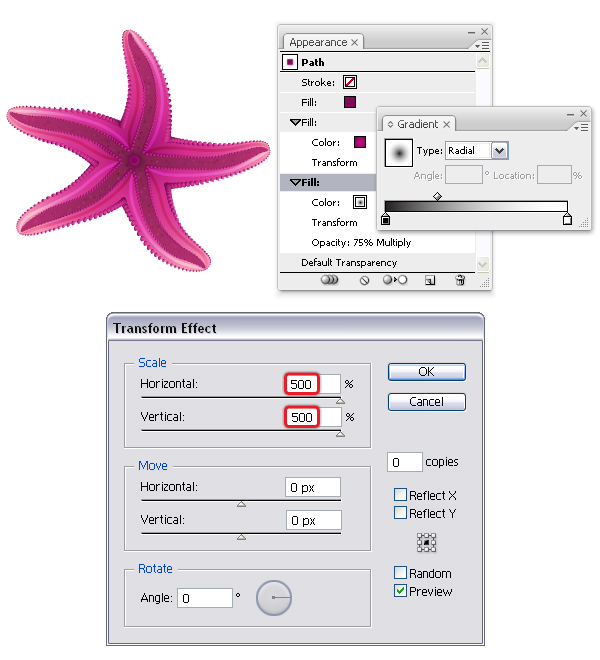 Appearance
Path
Stroke:
Fill:
Fill:
Color:
Transform
Fill:
Color:
Transform
Opacity: 75% Multiply
Default Transparency
Gradient
Type: Radial
Angle: ° Location: %
Transform Effect
Scale
Horizontal: 500 %
Vertical: 500 %
OK
Cancel
0 copies
Move
Horizontal: 0 px
Vertical: 0 px
Reflect X
Reflect Y
Rotate
Angle: 0 °
Random
Preview